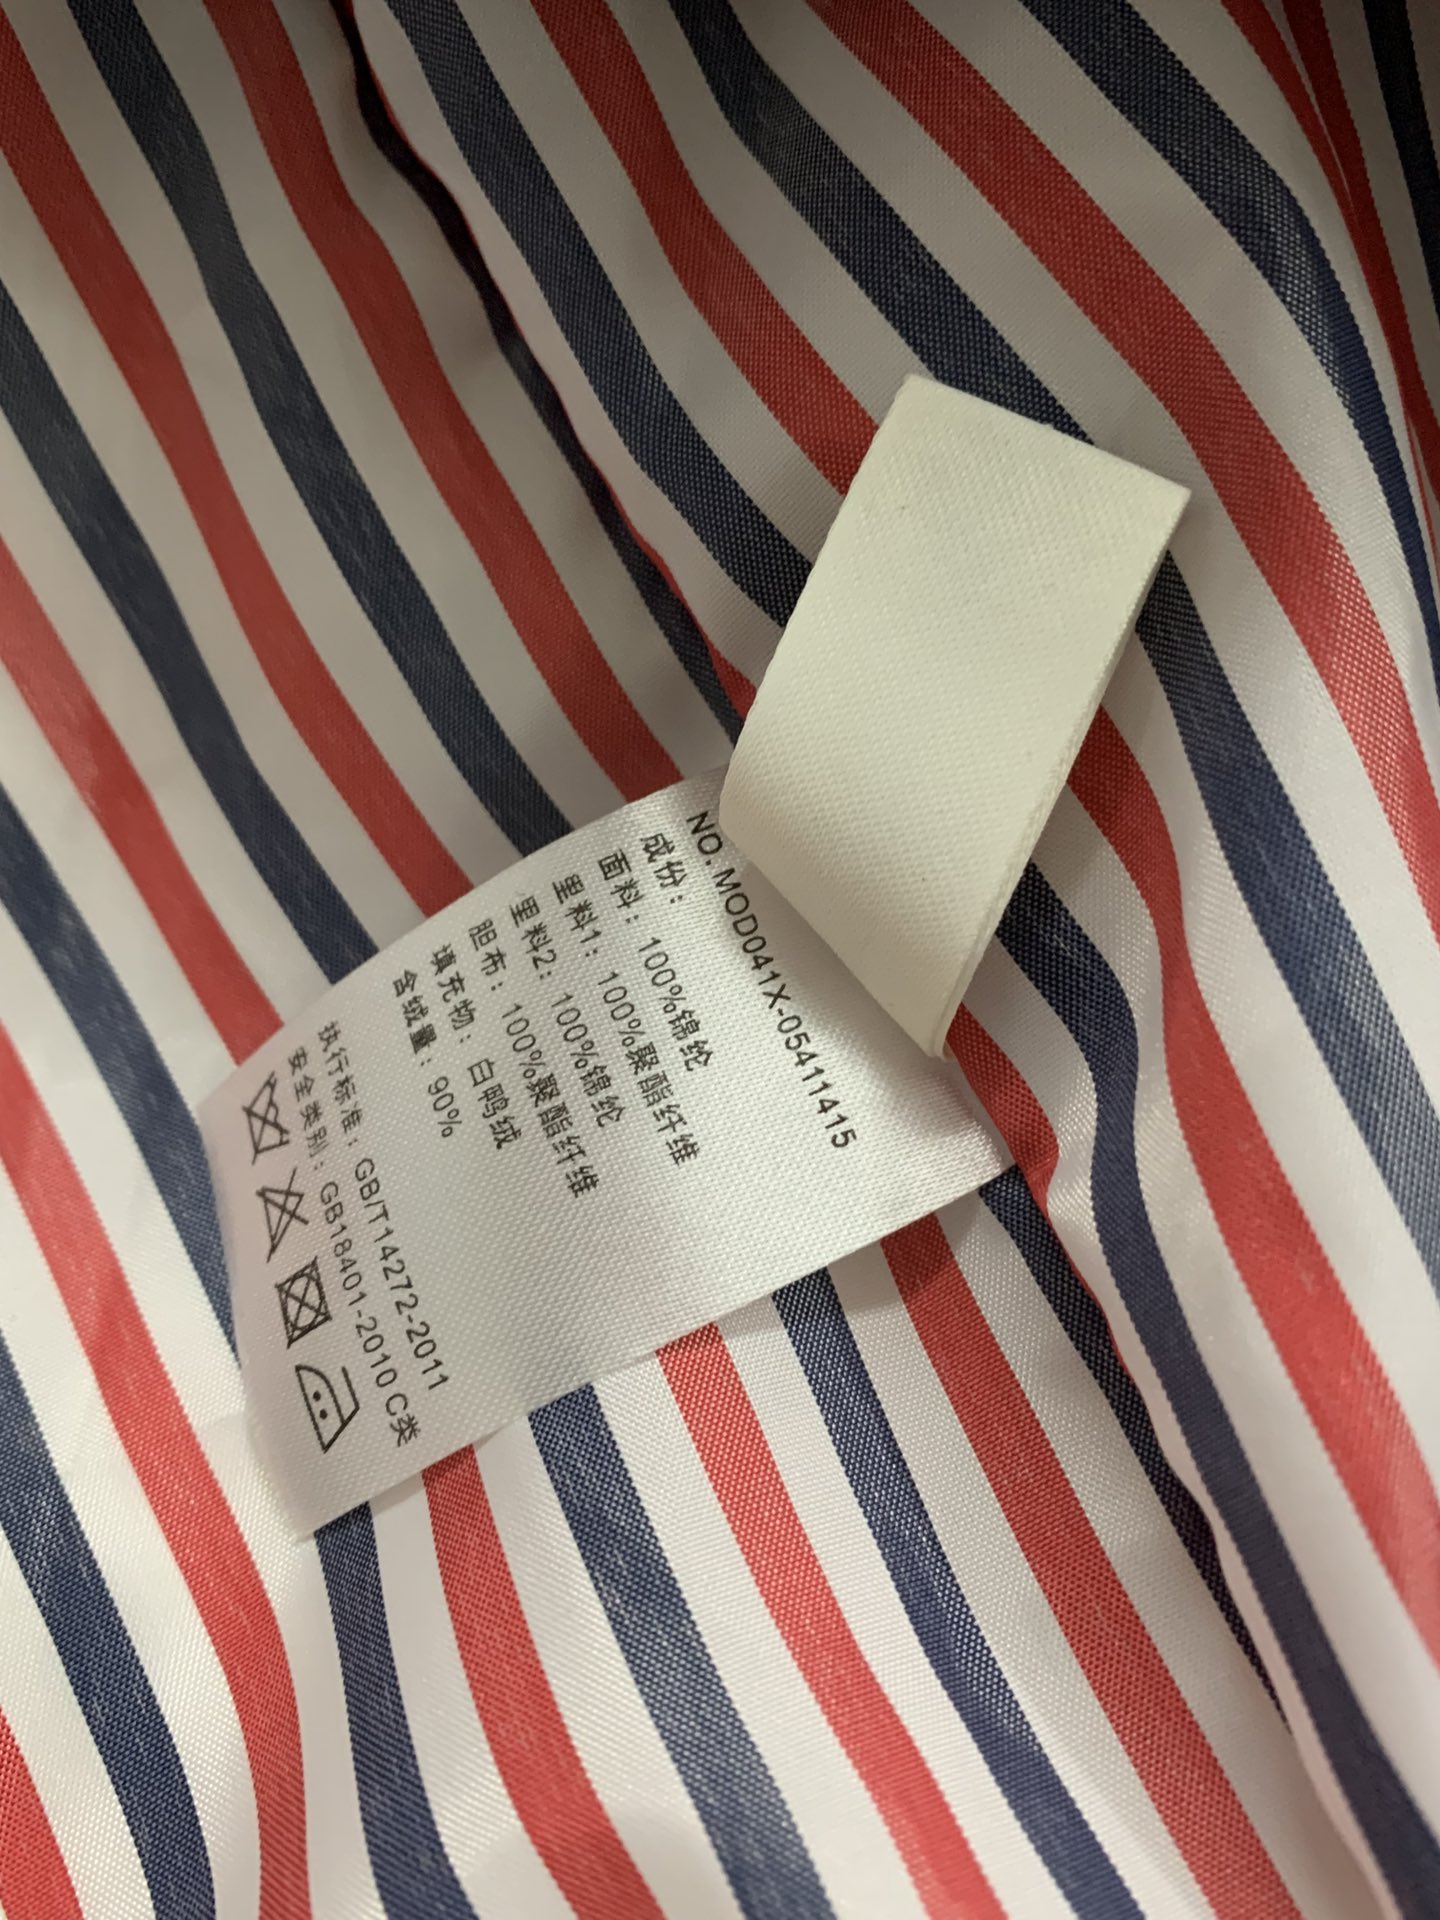 NO. MOD041X-05411415
成份：
面料：100%锦纶
里料1：100%聚酯纤维
里料2：100%锦纶
胆布：100%聚酯纤维
填充物：白鸭绒
含绒量：90%
执行标准：GB/T14272-2011
安全类别：GB18401-2010 C类